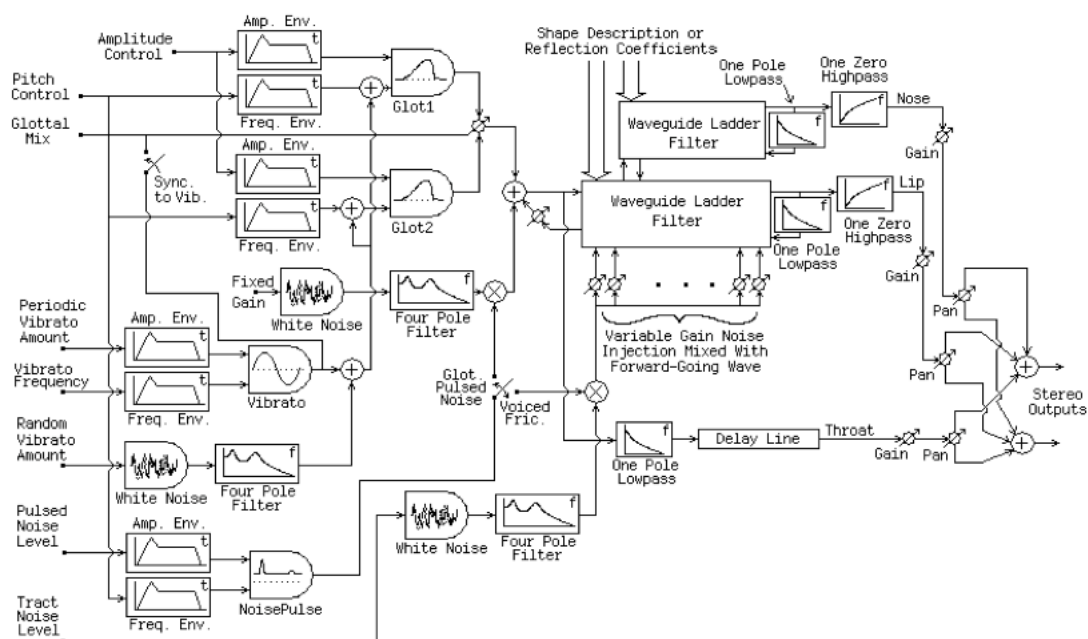 Amp. Env.
t
Amplitude
Control
Pitch
Control
t
Freq. Env.
Glot1
Glottal
Mix
Amp. Env.
t
Sync.
to Vib.
t
Freq. Env.
Glot2
Shape Description or
Reflection Coefficients
One Pole
Lowpass
One Zero
Highpass
f
f
Nose
Waveguide Ladder
Filter
Gain
Waveguide Ladder
Filter
f
f
Lip
One Pole
Lowpass
One Zero
Highpass
Gain
Fixed
Gain
White Noise
f
Four Pole
Filter
. . .
Variable Gain Noise
Injection Mixed With
Forward-Going Wave
Pan
Pan
Stereo
Outputs
Periodic Vibrato
Amount
Amp. Env.
t
Vibrato
Frequency
t
Freq. Env.
Vibrato
Glot.
Pulsed
Noise
Voiced
Fric.
Random
Vibrato
Amount
White Noise
f
Four Pole
Filter
f
One Pole
Lowpass
Delay Line
Throat
Gain
Pan
Pulsed
Noise
Level
Amp. Env.
t
t
Freq. Env.
NoisePulse
White Noise
f
Four Pole
Filter
Tract
Noise
Level